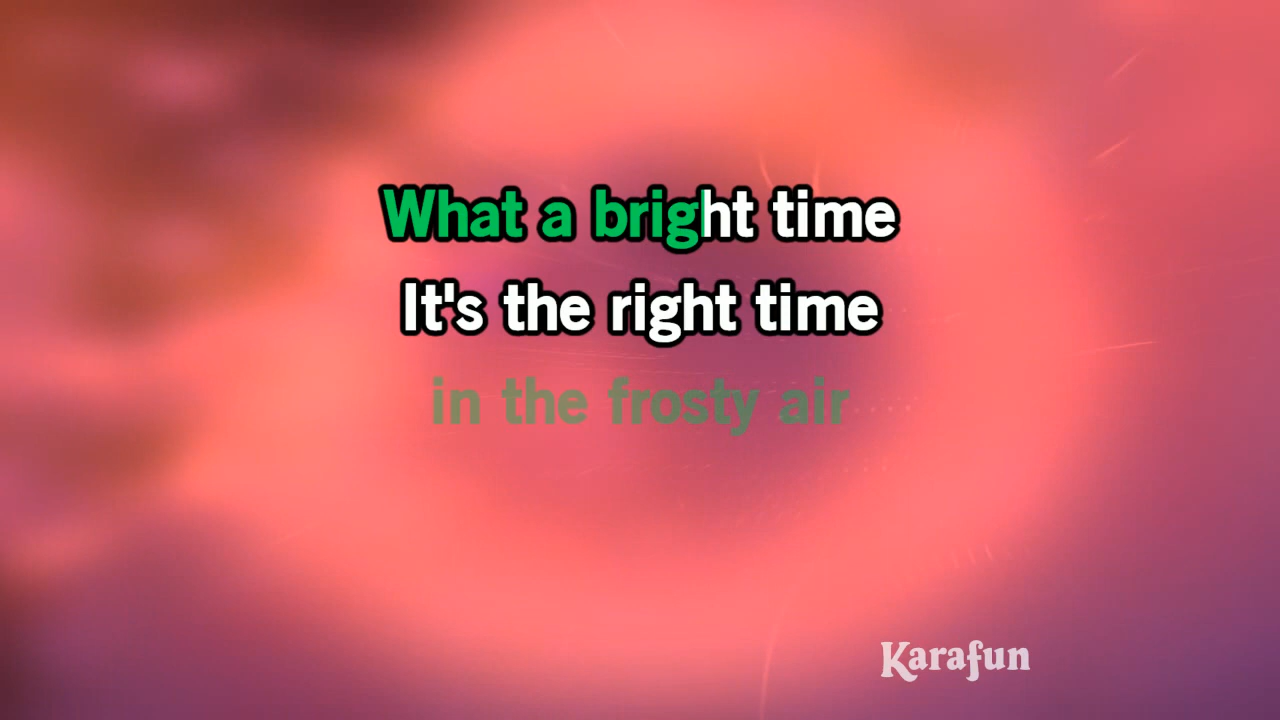 What a bright time
It's the right time
in the frosty air
Karafun